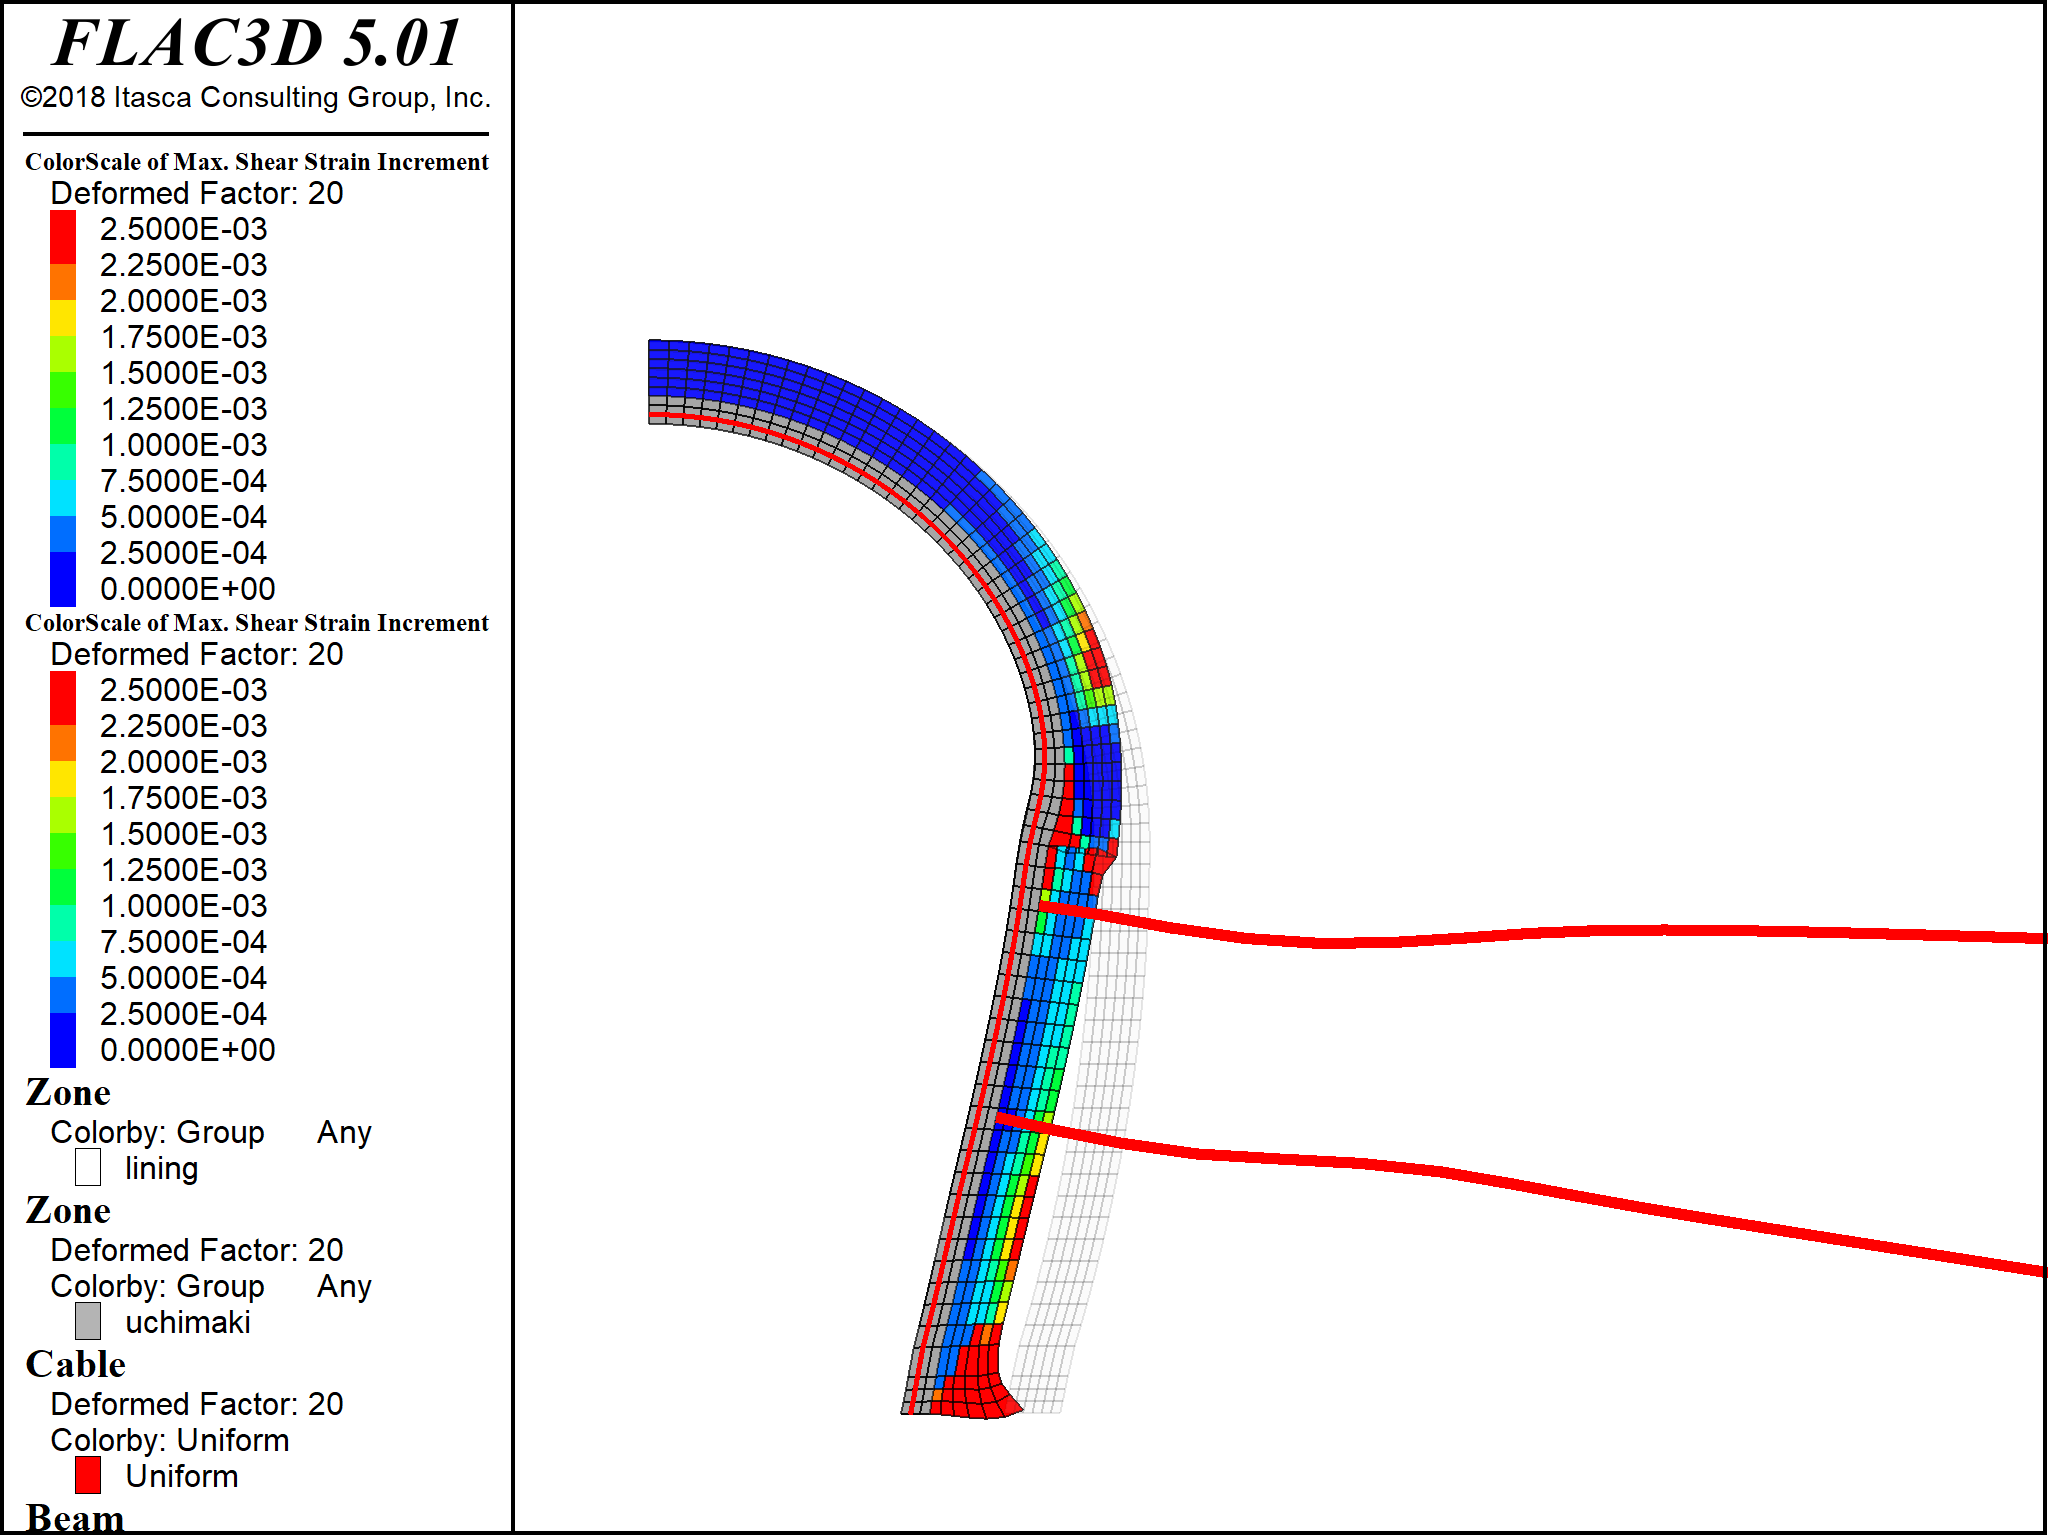 FLAC3D 5.01
©2018 Itasca Consulting Group, Inc.
ColorScale of Max. Shear Strain Increment
Deformed Factor: 20
2.5000E-03
2.2500E-03
2.0000E-03
1.7500E-03
1.5000E-03
1.2500E-03
1.0000E-03
7.5000E-04
5.0000E-04
2.5000E-04
0.0000E+00
ColorScale of Max. Shear Strain Increment
Deformed Factor: 20
2.5000E-03
2.2500E-03
2.0000E-03
1.7500E-03
1.5000E-03
1.2500E-03
1.0000E-03
7.5000E-04
5.0000E-04
2.5000E-04
0.0000E+00
Zone
Colorby: Group Any
lining
Zone
Deformed Factor: 20
Colorby: Group Any
uchimaki
Cable
Deformed Factor: 20
Colorby: Uniform
Uniform
Beam